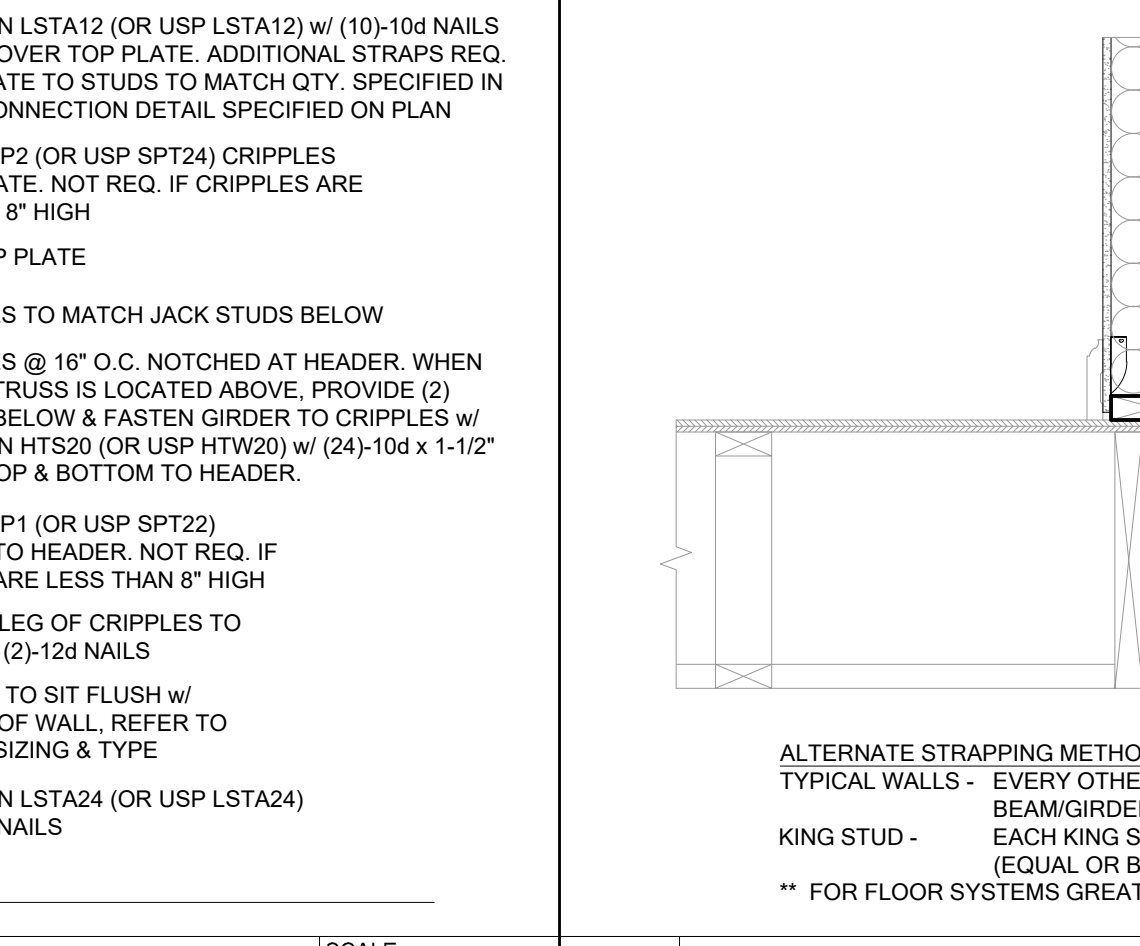 N LSTA12 (OR USP LSTA12) w/ (10)-10d NAILS
OVER TOP PLATE. ADDITIONAL STRAPS REQ.
ATE TO STUDS TO MATCH QTY. SPECIFIED IN
ONNECTION DETAIL SPECIFIED ON PLAN
P2 (OR USP SPT24) CRIPPLES
ATE. NOT REQ. IF CRIPPLES ARE
8" HIGH
P PLATE
ES TO MATCH JACK STUDS BELOW
ES @ 16" O.C. NOTCHED AT HEADER. WHEN
TRUSS IS LOCATED ABOVE, PROVIDE (2)
BELOW & FASTEN GIRDER TO CRIPPLES w/
N HTS20 (OR USP HTW20) w/ (24)-10d x 1-1/2"
OP & BOTTOM TO HEADER.
P1 (OR USP SPT22)
TO HEADER. NOT REQ. IF
ARE LESS THAN 8" HIGH
LEG OF CRIPPLES TO
(2)-12d NAILS
TO SIT FLUSH w/
OF WALL, REFER TO
SIZING & TYPE
N LSTA24 (OR USP LSTA24)
NAILS
ALTERNATE STRAPPING METHO
TYPICAL WALLS - EVERY OTHE
BEAM/GIRDE
KING STUD - EACH KING S
(EQUAL OR B
** FOR FLOOR SYSTEMS GREAT
SCALE